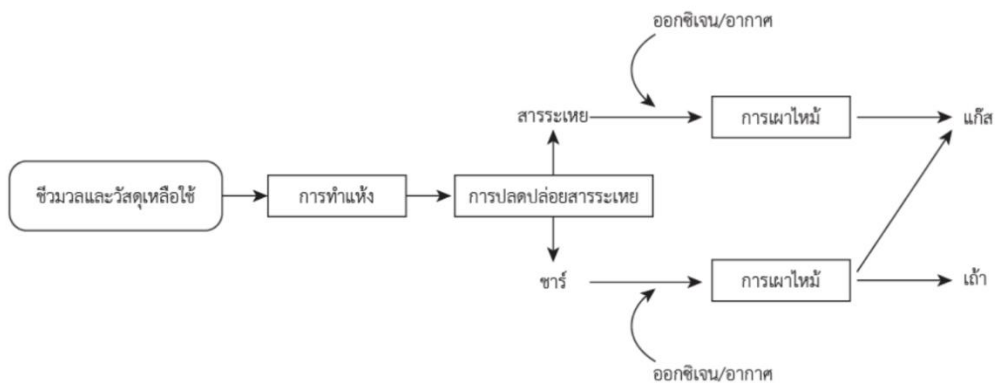 ออกซิเจน/อากาศ
สารระเหย
การเผาไหม้
แก๊ส
ชีวมวลและวัสดุเหลือใช้
การทำแห้ง
การปลดปล่อยสารระเหย
ชาร์
การเผาไหม้
เถ้า
ออกซิเจน/อากาศ